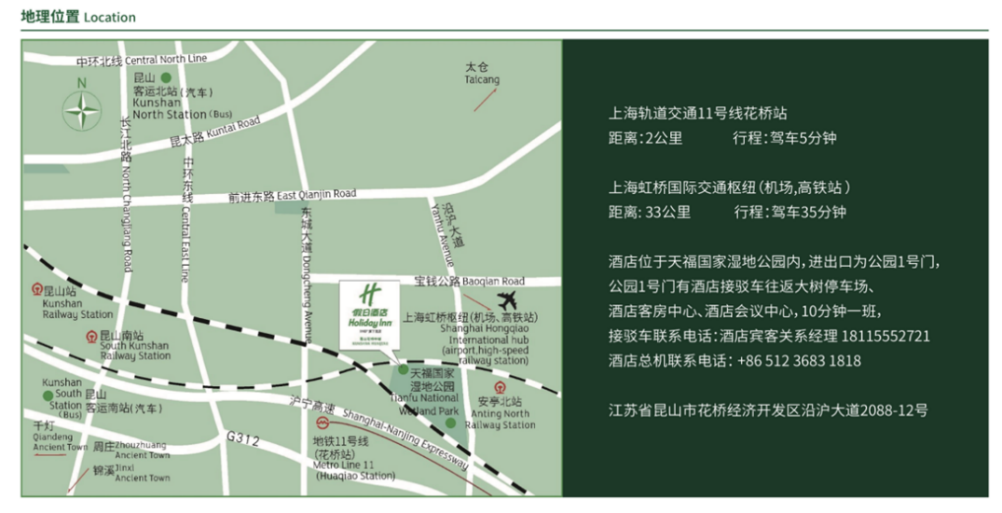 地理位置 Location
中环北线 Central North Line
昆山
客运北站(汽车)
Kunshan
North Station (Bus)
太仓
Taicang
N
长江北路 North Changjiang Road
昆太路 Kuntai Road
中环东线 Central East Line
前进东路 East Qianjin Road
东城大道 Dongcheng Avenue
沿沪大道
Yanhu Avenue
宝钱公路 Baoqian Road
昆山站
Kunshan
Railway Station
昆山南站
South Kunshan
Railway Station
假日酒店
Holiday Inn
上海虹桥枢纽(机场、高铁站)
Shanghai Hongqiao
International hub
(airport,high-speed
railway station)
天福国家
湿地公园
Tianfu National
Wetland Park
安亭北站
Anting North
Railway Station
Kunshan
South 昆山
Station 客运南站(汽车)
(Bus)
千灯
Qiandeng
Ancient Town
周庄 Zhouzhuang
Ancient Town
锦溪 Jinxi
Ancient Town
沪宁高速 Shanghai-Nanjing Expressway
G312
地铁11号线
(花桥站)
Metro Line 11
(Huaqiao Station)
上海轨道交通11号线花桥站
距离:2公里 行程:驾车5分钟
上海虹桥国际交通枢纽(机场,高铁站 )
距离: 33公里 行程:驾车35分钟
酒店位于天福国家湿地公园内,进出口为公园1号门,
公园1号门有酒店接驳车往返大树停车场、
酒店客房中心、酒店会议中心,10分钟一班,
接驳车联系电话:酒店宾客关系经理 18115552721
酒店总机联系电话: +86 512 3683 1818
江苏省昆山市花桥经济开发区沿沪大道2088-12号